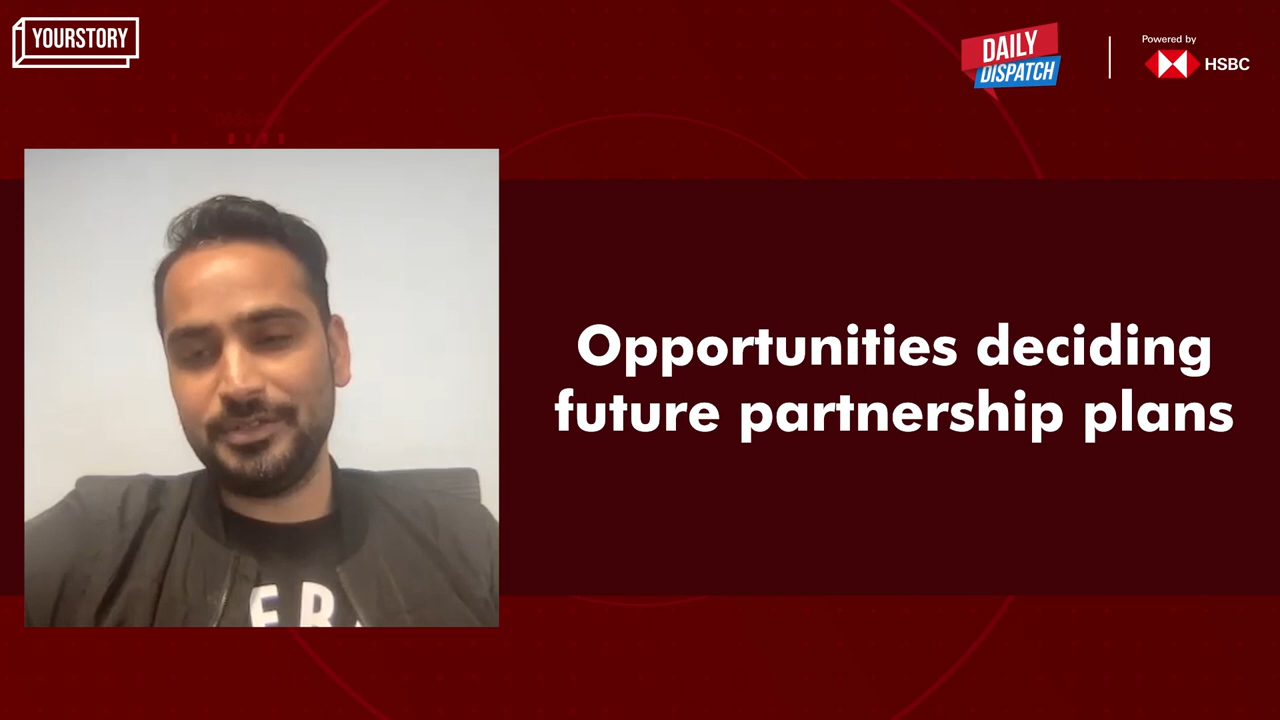 YOURSTORY
DAILY
DISPATCH
Powered by
HSBC
Opportunities deciding
future partnership plans